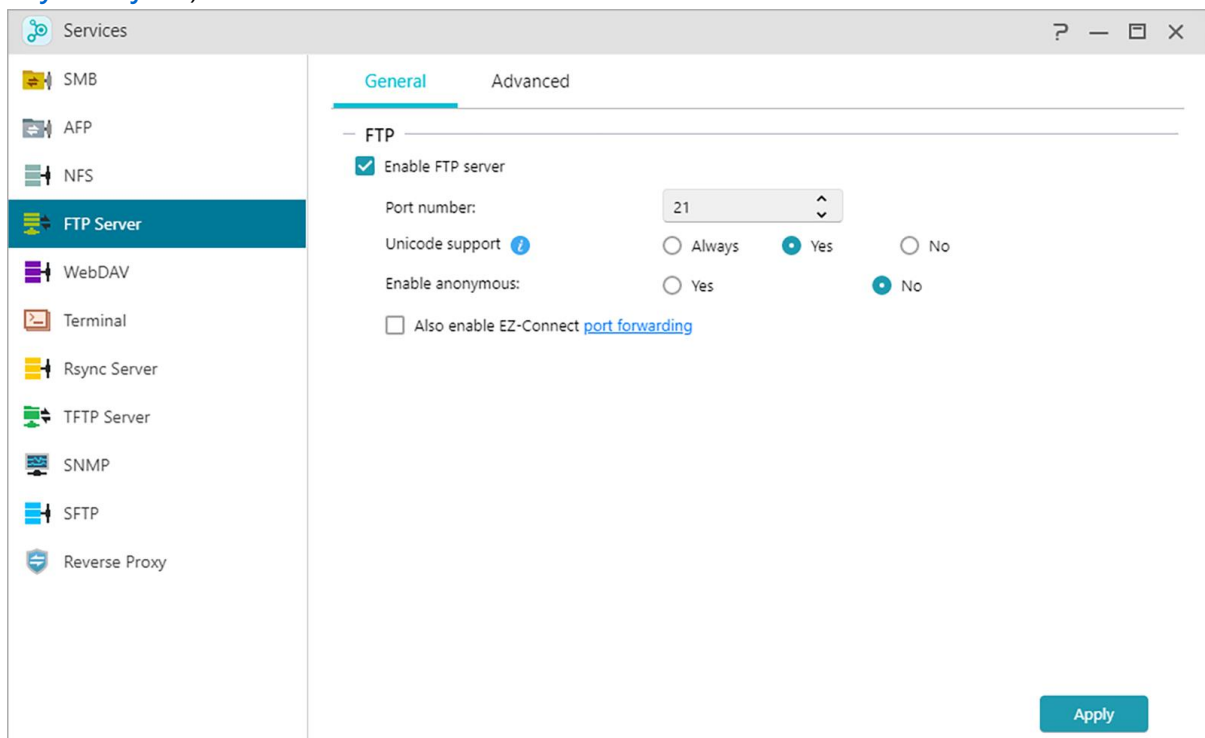 Services
SMB
AFP
NFS
FTP Server
WebDAV
Terminal
Rsync Server
TFTP Server
SNMP
SFTP
Reverse Proxy
General Advanced
FTP
Enable FTP server
Port number: 21
Unicode support Always Yes No
Enable anonymous: Yes No
Also enable EZ-Connect port forwarding
Apply